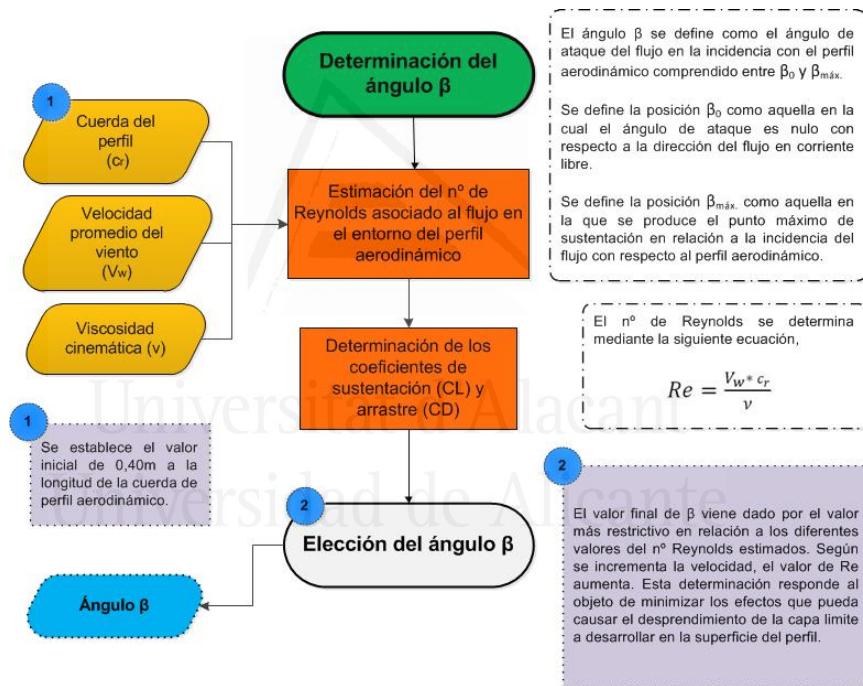 Determinación del
ángulo β
1
Cuerda del
perfil
(cr)
Velocidad
promedio del
viento
(Vw)
Viscosidad
cinemática (ν)
Estimación del nº de
Reynolds asociado al flujo en
el entorno del perfil
aerodinámico
Determinación de los
coeficientes de
sustentación (CL) y
arrastre (CD)
2
Elección del ángulo β
Ángulo β
1
Se establece el valor
inicial de 0,40m a la
longitud de la cuerda de
perfil aerodinámico.
El ángulo β se define como el ángulo de
ataque del flujo en la incidencia con el perfil
aerodinámico comprendido entre β0 y βmáx.
Se define la posición β0 como aquella en la
cual el ángulo de ataque es nulo con
respecto a la dirección del flujo en corriente
libre.
Se define la posición βmáx. como aquella en
la que se produce el punto máximo de
sustentación en relación a la incidencia del
flujo con respecto al perfil aerodinámico.
El nº de Reynolds se determina
mediante la siguiente ecuación,
Re = Vw * cr / ν
2
El valor final de β viene dado por el valor
más restrictivo en relación a los diferentes
valores del nº Reynolds estimados. Según
se incrementa la velocidad, el valor de Re
aumenta. Esta determinación responde al
objeto de minimizar los efectos que pueda
causar el desprendimiento de la capa limite
a desarrollar en la superficie del perfil.
Universitat d'Alacant
Universidad de Alicante